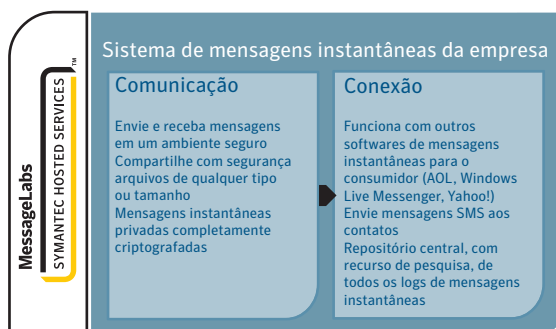 MessageLabs
SYMANTEC HOSTED SERVICES ™
Sistema de mensagens instantâneas da empresa
Comunicação
Envie e receba mensagens
em um ambiente seguro
Compartilhe com segurança
arquivos de qualquer tipo
ou tamanho
Mensagens instantâneas
privadas completamente
criptografadas
Conexão
Funciona com outros
softwares de mensagens
instantâneas para o
consumidor (AOL, Windows
Live Messenger, Yahoo!)
Envie mensagens SMS aos
contatos
Repositório central, com
recurso de pesquisa, de
todos os logs de mensagens
instantâneas